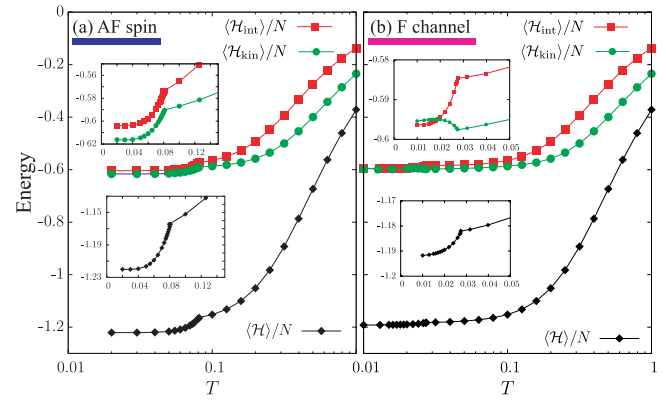 (a) AF spin
⟨ℋint⟩/N
⟨ℋkin⟩/N
(b) F channel
⟨ℋint⟩/N
⟨ℋkin⟩/N
Energy
0
-0.2
-0.4
-0.6
-0.8
-1
-1.2
-0.56
-0.58
-0.6
-0.62
0 0.04 0.08 0.12
-1.15
-1.19
-1.23
0 0.04 0.08 0.12
⟨ℋ⟩/N
0.01 0.1
T
-0.58
-0.59
-0.6
0 0.01 0.02 0.03 0.04 0.05
-1.17
-1.18
-1.19
-1.2
0 0.01 0.02 0.03 0.04 0.05
⟨ℋ⟩/N
0.01 0.1 1
T